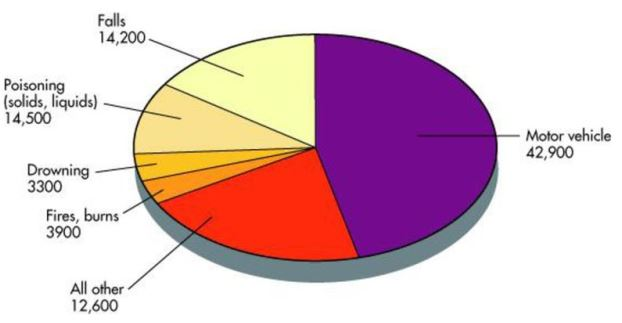 Falls
14,200
Poisoning
(solids, liquids)
14,500
Drowning
3300
Fires, burns
3900
All other
12,600
Motor vehicle
42,900